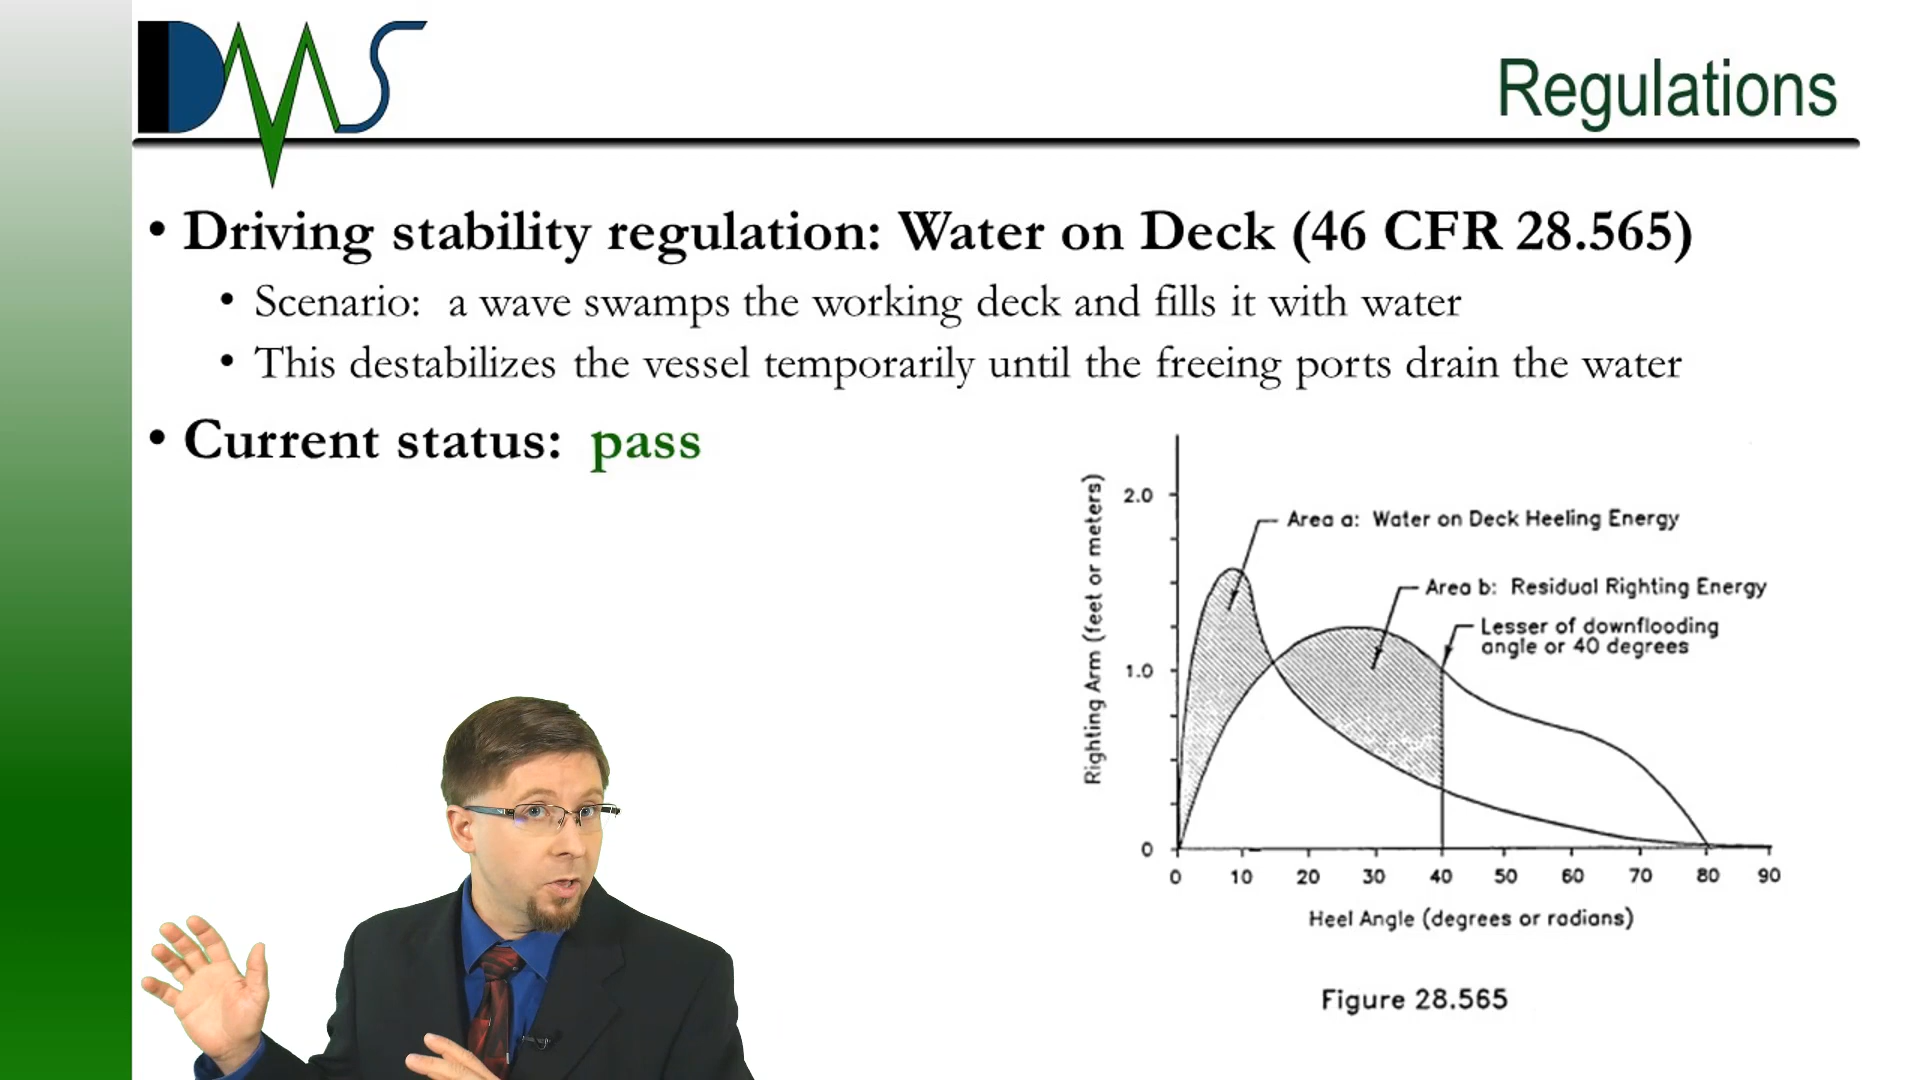 DMS
Regulations
• Driving stability regulation: Water on Deck (46 CFR 28.565)
• Scenario: a wave swamps the working deck and fills it with water
• This destabilizes the vessel temporarily until the freeing ports drain the water
• Current status: pass
Righting Arm (feet or meters)
2.0
1.0
0
Area a: Water on Deck Heeling Energy
Area b: Residual Righting Energy
Lesser of downflooding
angle or 40 degrees
0 10 20 30 40 50 60 70 80 90
Heel Angle (degrees or radians)
Figure 28.565